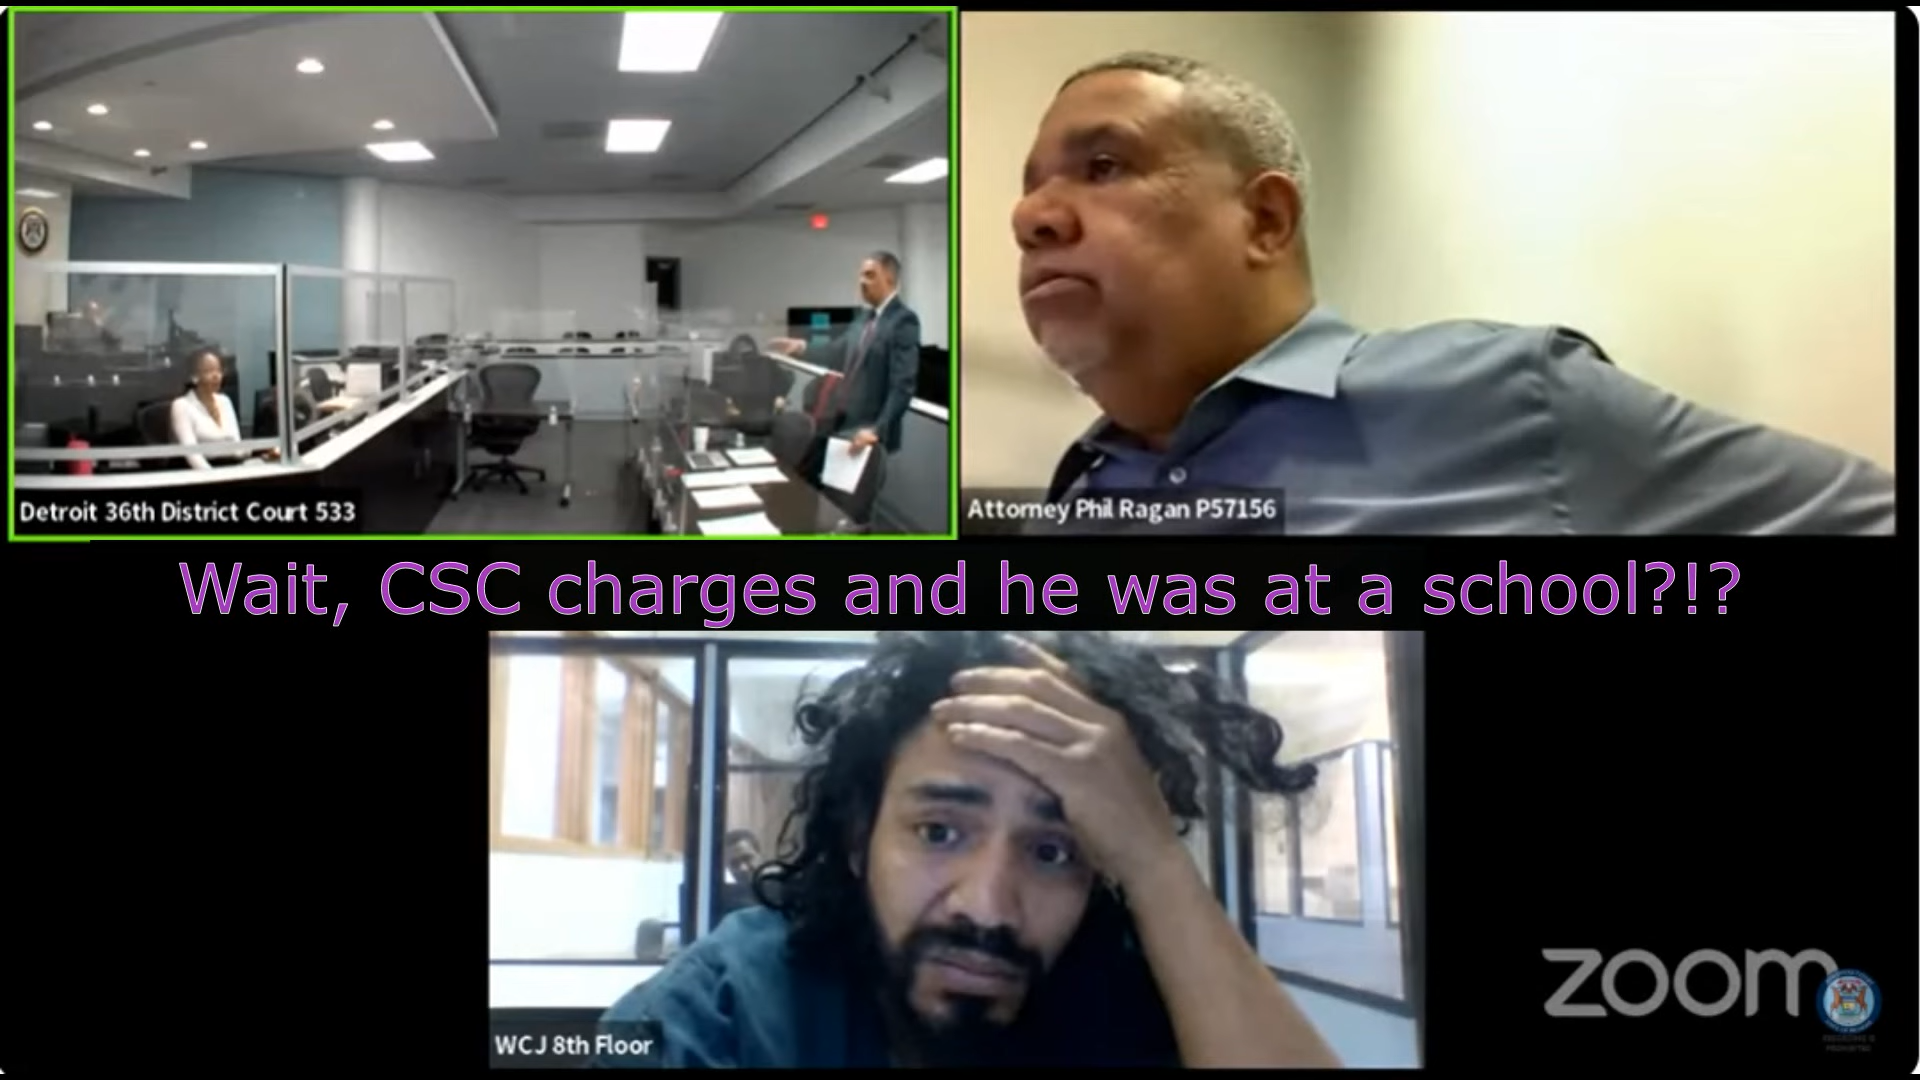 Detroit 36th District Court 533
Attorney Phil Ragan P57156
Wait, CSC charges and he was at a school?!?
WCJ 8th Floor
zoom